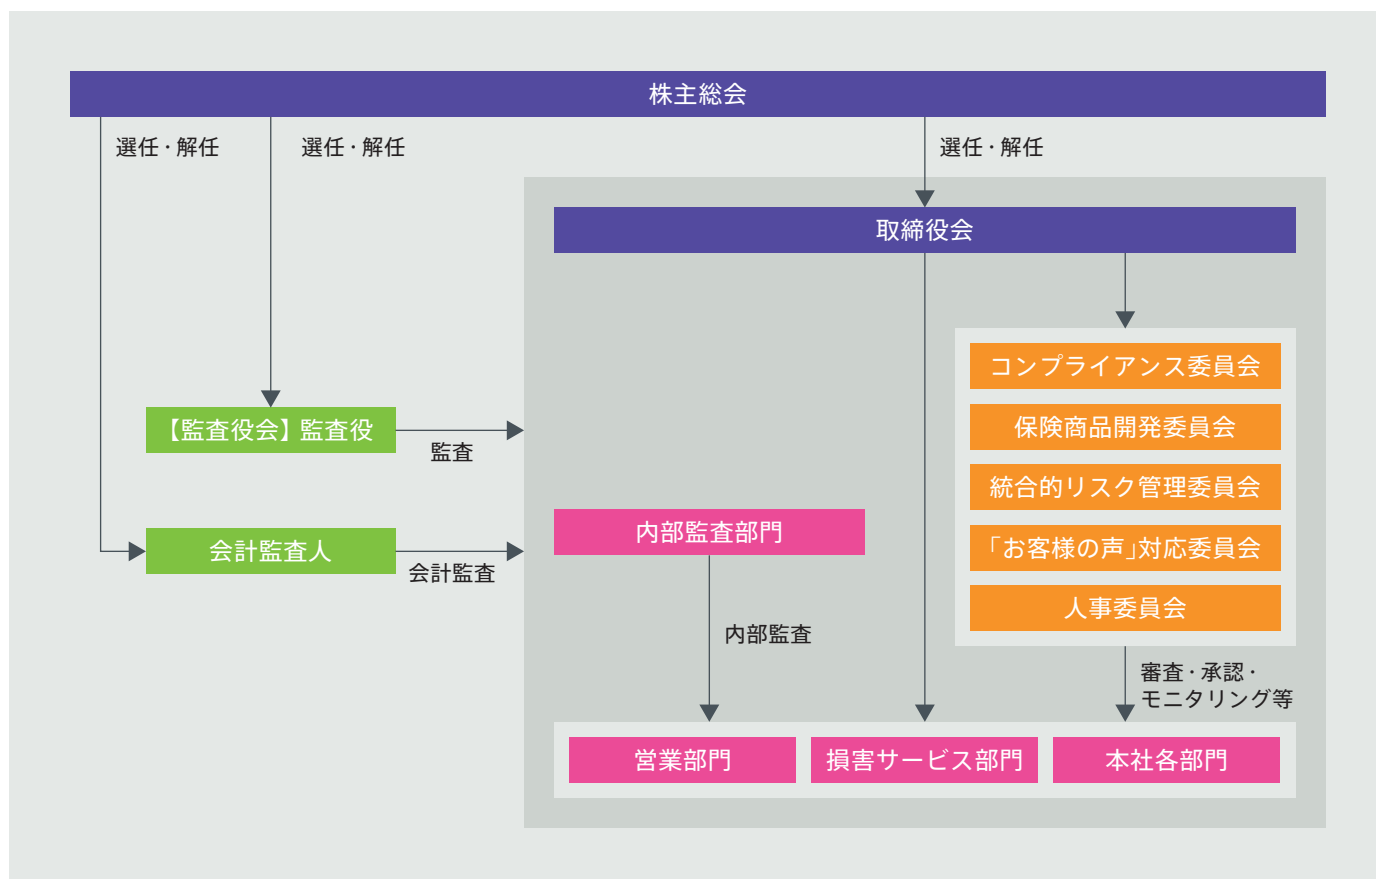 株主総会
選任・解任
選任・解任
選任・解任
取締役会
コンプライアンス委員会
保険商品開発委員会
統合的リスク管理委員会
「お客様の声」対応委員会
人事委員会
【監査役会】監査役
監査
会計監査人
会計監査
内部監査部門
内部監査
審査・承認・
モニタリング等
営業部門
損害サービス部門
本社各部門